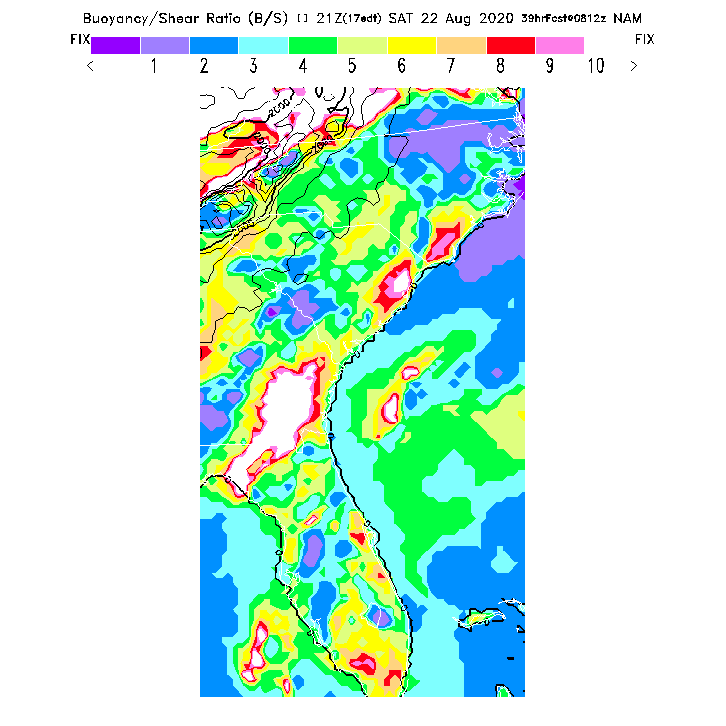 Buoyancy/Shear Ratio (B/S) [] 21Z(17edt) SAT 22 Aug 2020 39hrFcst@0812z NAM
FIX FIX
< 1 2 3 4 5 6 7 8 9 10 >
2000